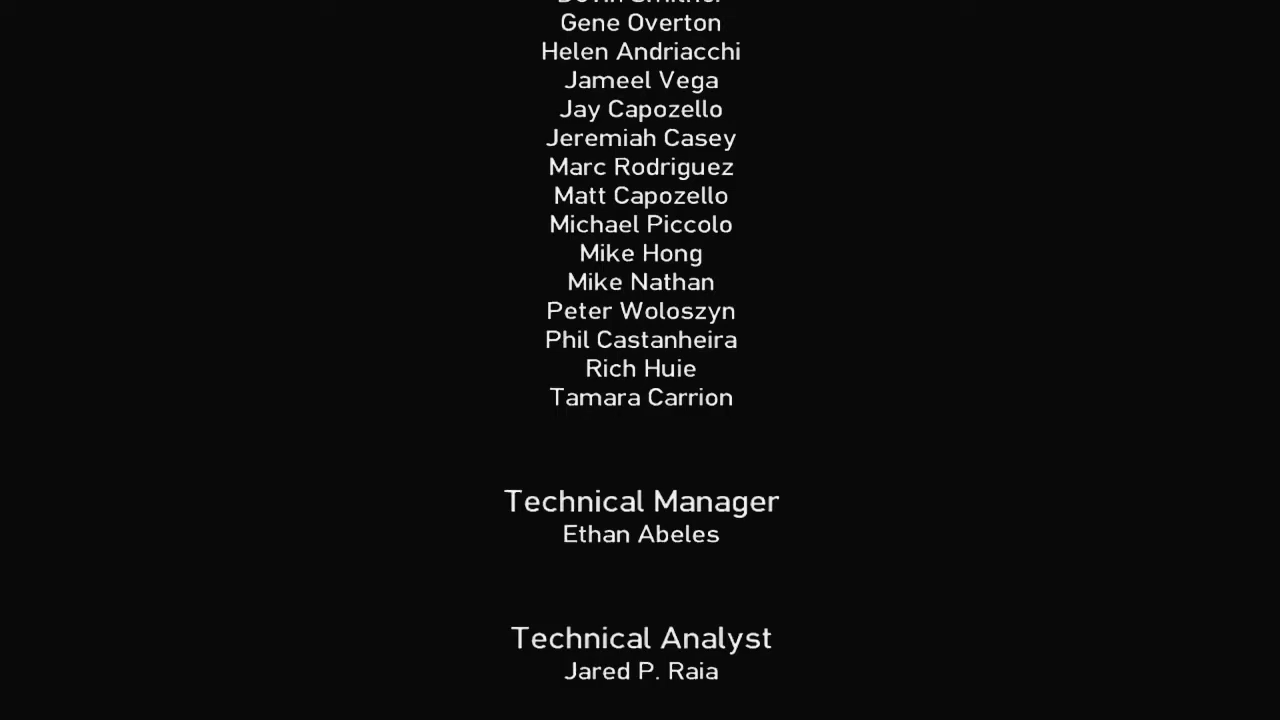 Gene Overton
Helen Andriacchi
Jameel Vega
Jay Capozello
Jeremiah Casey
Marc Rodriguez
Matt Capozello
Michael Piccolo
Mike Hong
Mike Nathan
Peter Woloszyn
Phil Castanheira
Rich Huie
Tamara Carrion
Technical Manager
Ethan Abeles
Technical Analyst
Jared P. Raia